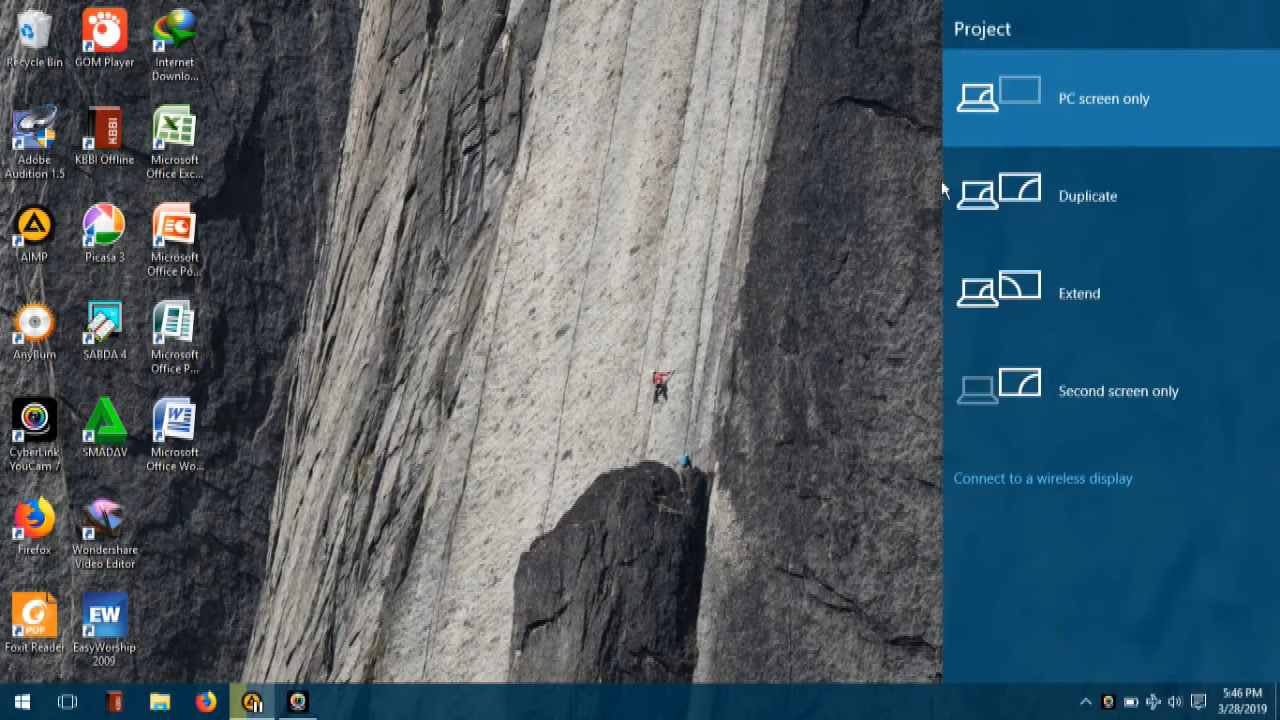 Recycle Bin
GOM Player
Internet
Downlo...
Adobe
Audition 1.5
KBBI
KBBI Offline
Microsoft
Office Exc...
AIMP
Picasa 3
Microsoft
Office Po...
AnyBurn
SABDA 4
Microsoft
Office P...
CyberLink
YouCam 7
SMADAV
Microsoft
Office Wo...
Firefox
Wondershare
Video Editor
PDF
Foxit Reader
EW
EasyWorship
2009
Project
PC screen only
Duplicate
Extend
Second screen only
Connect to a wireless display
5:46 PM
3/28/2019